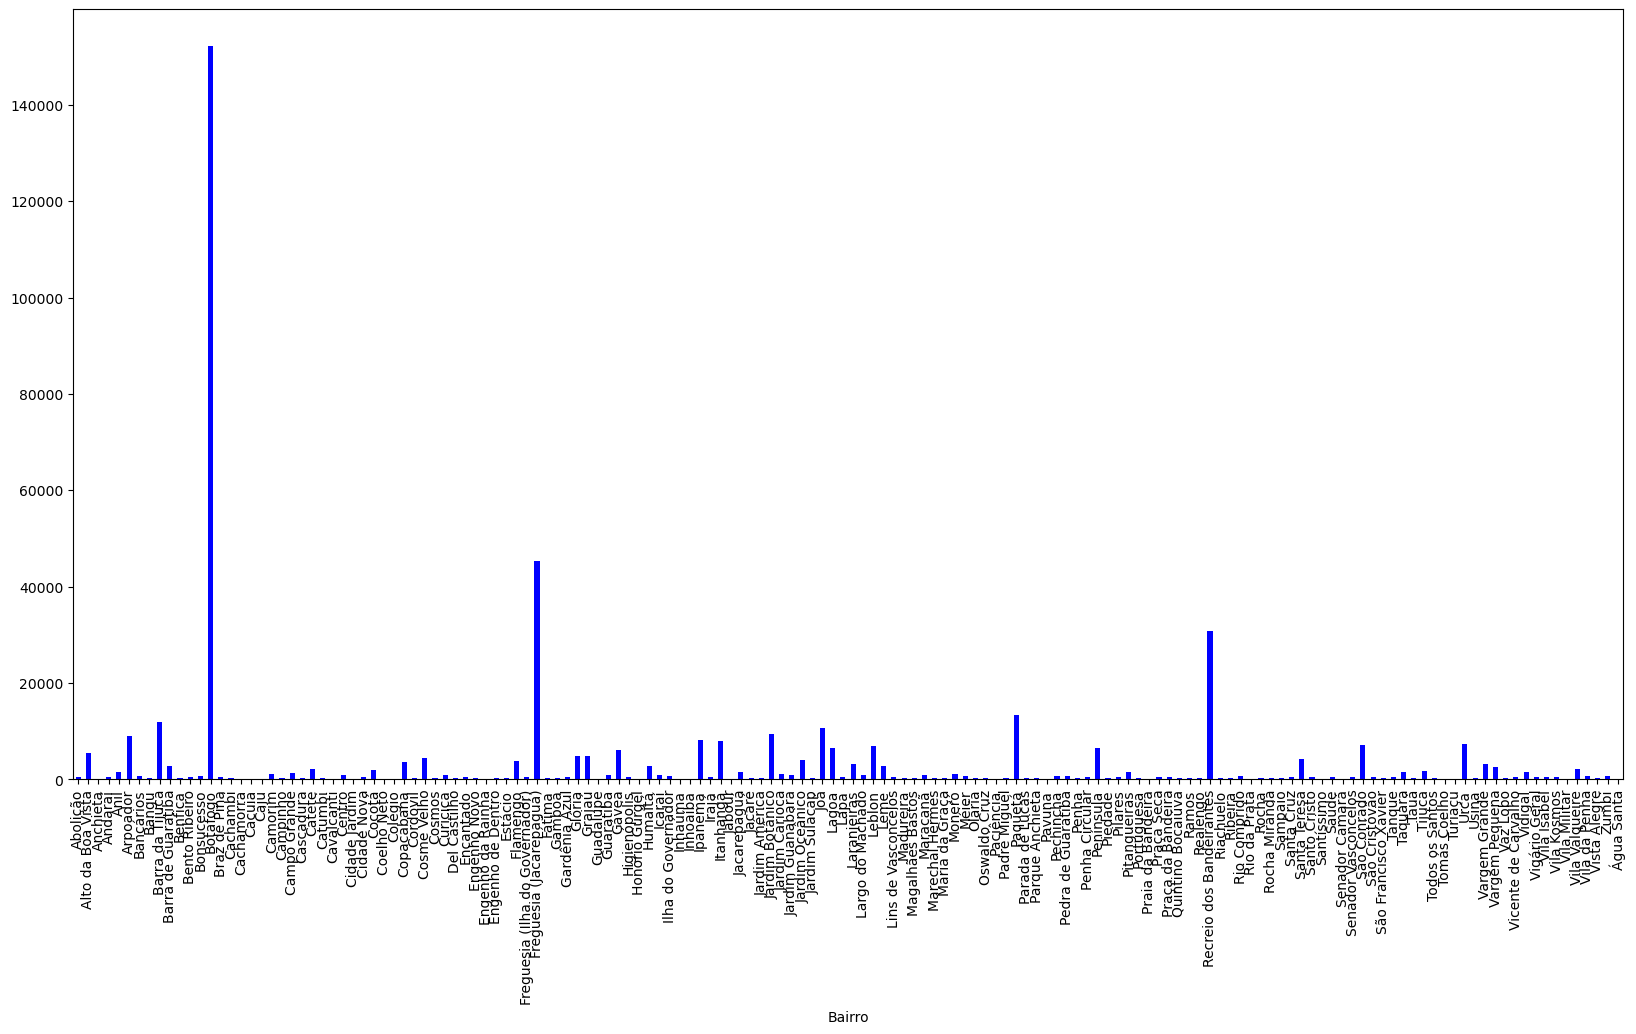 140000
120000
100000
80000
60000
40000
20000
0
Abolição
Alto da Boa Vista
Anchieta
Andaraí
Anil
Arpoador
Bancários
Bangu
Barra da Tijuca
Barra de Guaratiba
Benfica
Bento Ribeiro
Bonsucesso
Botafogo
Braz de Pina
Cachambi
Cachamorra
Cacuia
Caju
Camorim
Campinho
Campo Grande
Cascadura
Catete
Catumbi
Cavalcanti
Centro
Cidade Jardim
Cidade Nova
Cocotá
Coelho Neto
Colégio
Copacabana
Cordovil
Cosme Velho
Cosmos
Curicica
Del Castilho
Encantado
Engenho Novo
Engenho da Rainha
Engenho de Dentro
Estácio
Flamengo
Freguesia (Ilha do Governador)
Freguesia (Jacarepaguá)
Fátima
Gamboa
Gardênia Azul
Glória
Grajaú
Guadalupe
Guaratiba
Gávea
Higienópolis
Honório Gurgel
Humaitá
Icaraí
Ilha do Governador
Inhaúma
Inhoaíba
Ipanema
Irajá
Itanhangá
Jabour
Jacarepaguá
Jacaré
Jardim América
Jardim Botânico
Jardim Carioca
Jardim Guanabara
Jardim Oceânico
Jardim Sulacap
Joá
Lagoa
Lapa
Laranjeiras
Largo do Machado
Leblon
Leme
Lins de Vasconcelos
Madureira
Magalhães Bastos
Maracanã
Marechal Hermes
Maria da Graça
Moneró
Méier
Olaria
Oswaldo Cruz
Paciência
Padre Miguel
Paquetá
Parada de Lucas
Parque Anchieta
Pavuna
Pechincha
Pedra de Guaratiba
Penha
Penha Circular
Península
Piedade
Pilares
Pitangueiras
Portuguesa
Praia da Bandeira
Praça Seca
Praça da Bandeira
Quintino Bocaiúva
Ramos
Realengo
Recreio dos Bandeirantes
Riachuelo
Ribeira
Rio Comprido
Rio da Prata
Rocha
Rocha Miranda
Sampaio
Santa Cruz
Santa Teresa
Santo Cristo
Santíssimo
Saúde
Senador Camará
Senador Vasconcelos
São Conrado
São Cristóvão
São Francisco Xavier
Tanque
Taquara
Tauá
Tijuca
Todos os Santos
Tomás Coelho
Turiaçu
Urca
Usina
Vargem Grande
Vargem Pequena
Vaz Lobo
Vicente de Carvalho
Vidigal
Vigário Geral
Vila Isabel
Vila Kosmos
Vila Militar
Vila Valqueire
Vila da Penha
Vista Alegre
Zumbi
Água Santa
Bairro